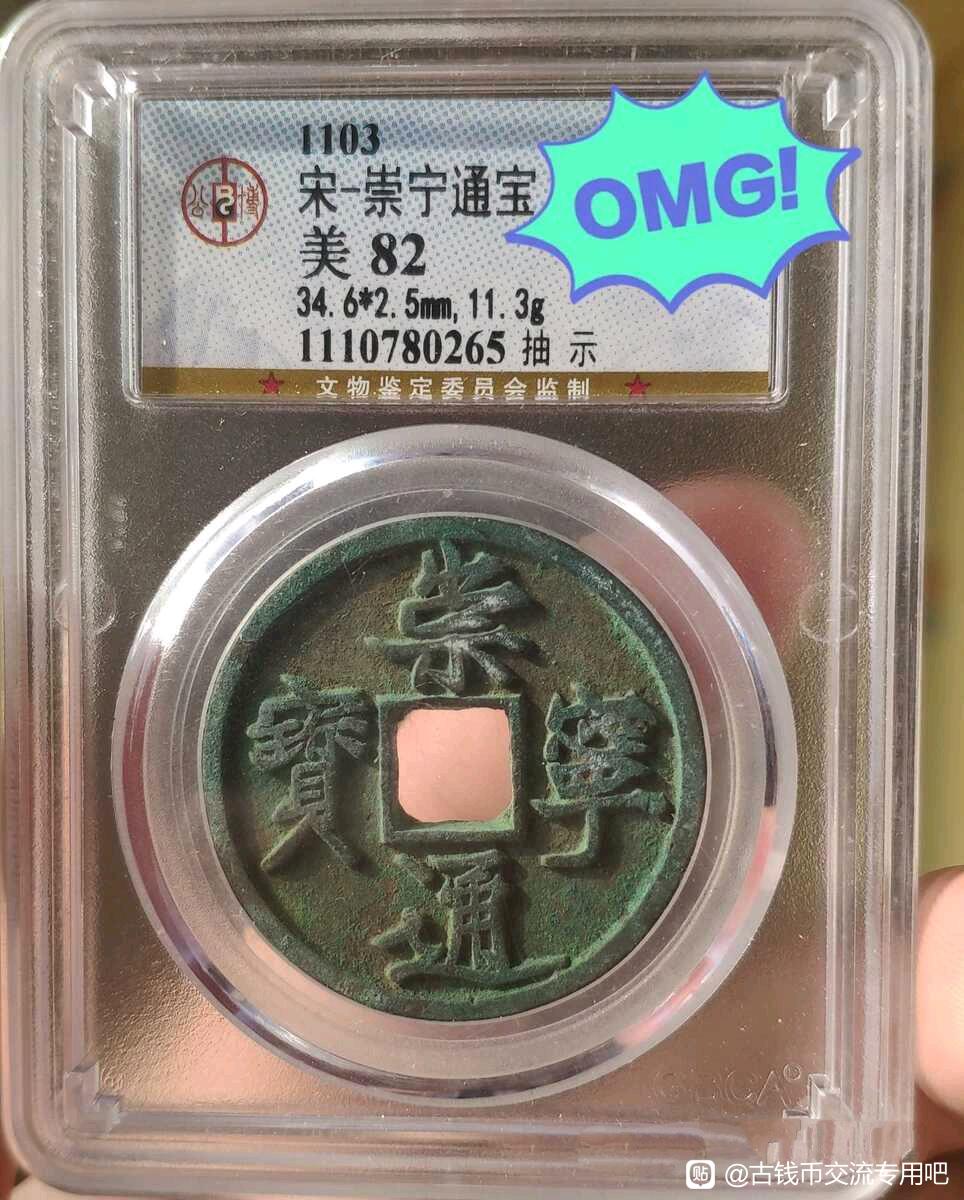 1103
宋-崇宁通宝
美 82
34.6*2.5mm,11.3g
1110780265 抽 示
公 博
文物鉴定委员会监制
OMG!
崇
寶 寧
通
@古钱币交流专用吧